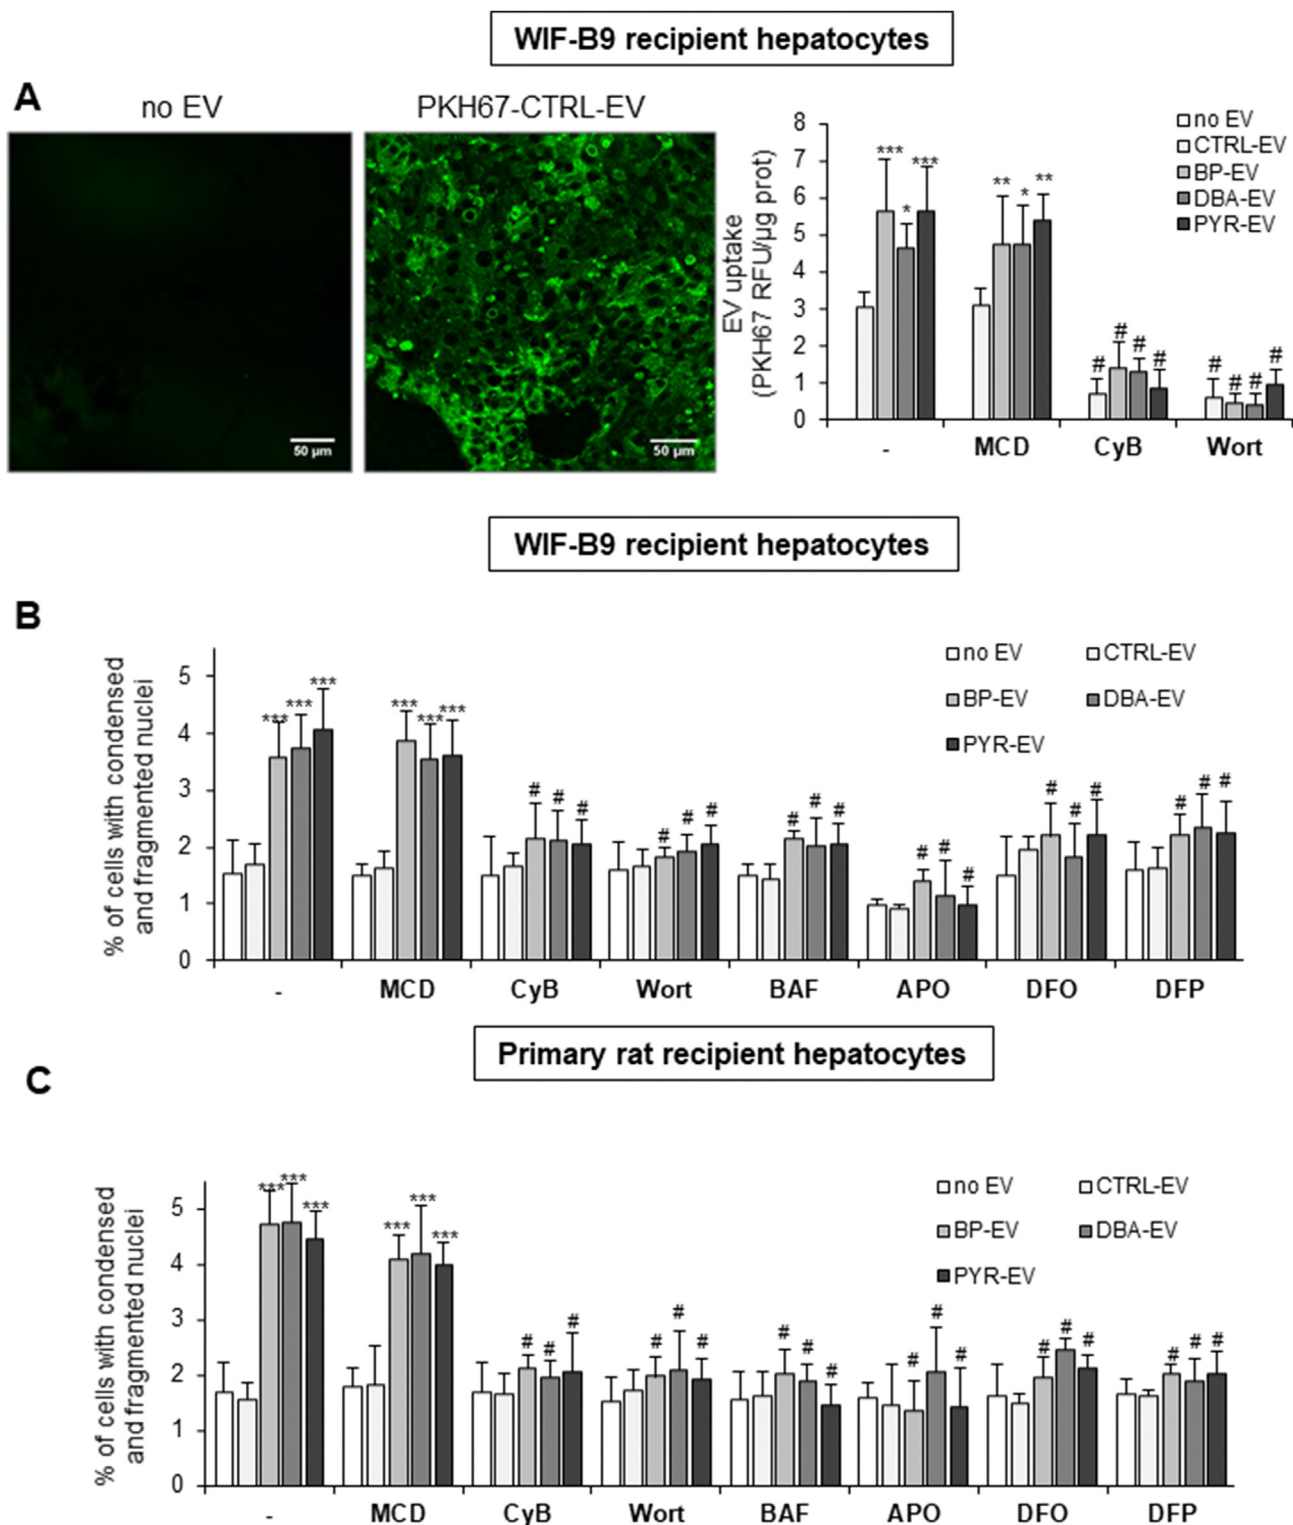 WIF-B9 recipient hepatocytes
A
no EV
PKH67-CTRL-EV
50 µm
50 µm
EV uptake
(PKH67 RFU/µg prot)
8
7
6
5
4
3
2
1
0
*** * ***
** * **
# # # #
# # # #
no EV
CTRL-EV
BP-EV
DBA-EV
PYR-EV
- MCD CyB Wort
WIF-B9 recipient hepatocytes
B
% of cells with condensed
and fragmented nuclei
5
4
3
2
1
0
*** *** ***
*** *** ***
# # #
# # #
# # #
# # #
# # #
# # #
no EV CTRL-EV
BP-EV DBA-EV
PYR-EV
- MCD CyB Wort BAF APO DFO DFP
Primary rat recipient hepatocytes
C
% of cells with condensed
and fragmented nuclei
5
4
3
2
1
0
*** *** ***
*** *** ***
# # #
# # #
# # #
# # #
# # #
# # #
no EV CTRL-EV
BP-EV DBA-EV
PYR-EV
- MCD CyB Wort BAF APO DFO DFP